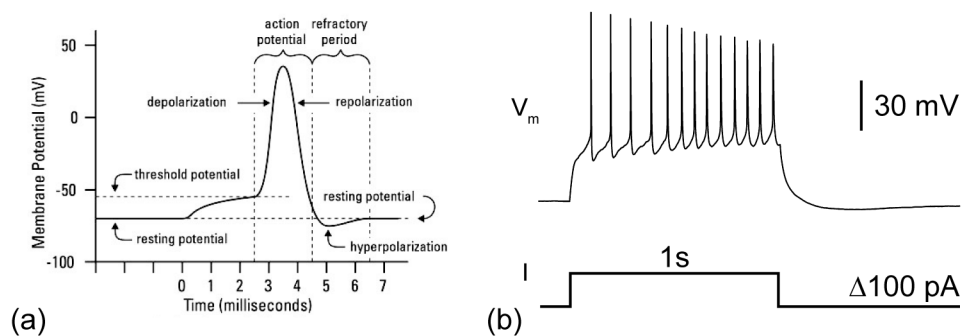 action
potential
refractory
period
50
depolarization
repolarization
0
Membrane Potential (mV)
threshold potential
-50
resting potential
resting potential
hyperpolarization
-100
0 1 2 3 4 5 6 7
Time (milliseconds)
(a)
Vm
30 mV
I
1s
Δ100 pA
(b)